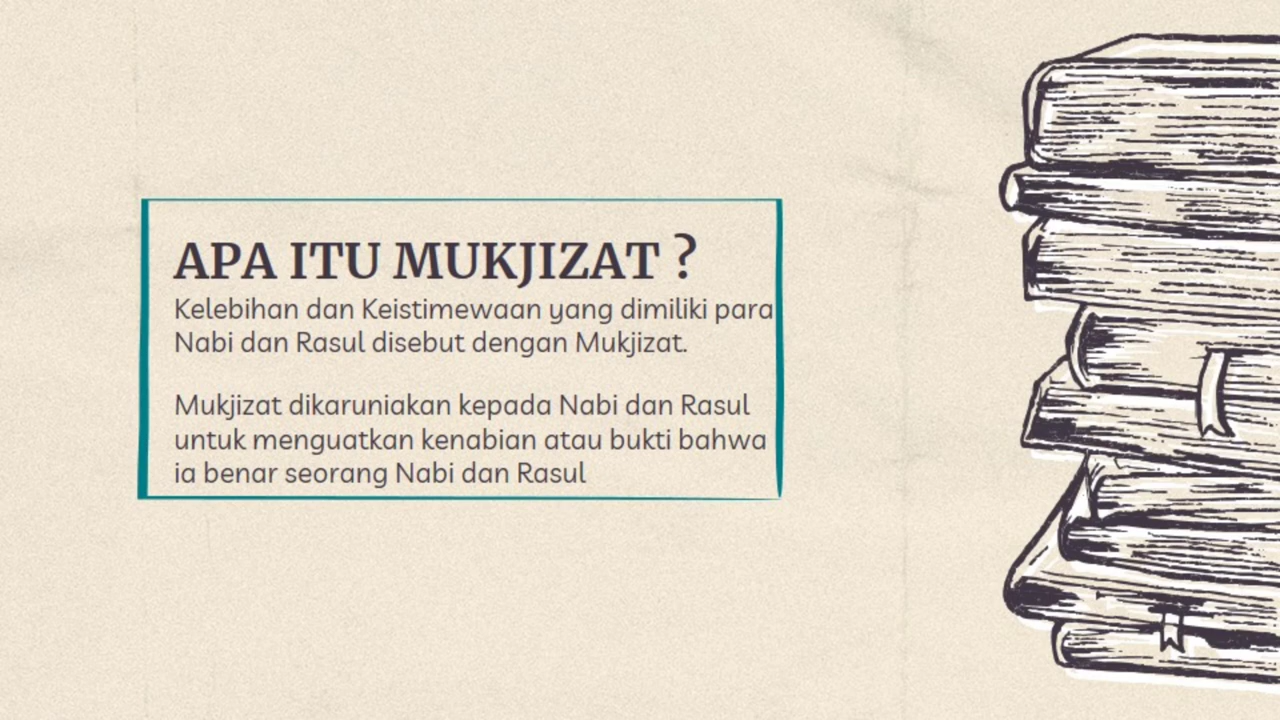 APA ITU MUKJIZAT ?
Kelebihan dan Keistimewaan yang dimiliki para
Nabi dan Rasul disebut dengan Mukjizat.
Mukjizat dikaruniakan kepada Nabi dan Rasul
untuk menguatkan kenabian atau bukti bahwa
ia benar seorang Nabi dan Rasul